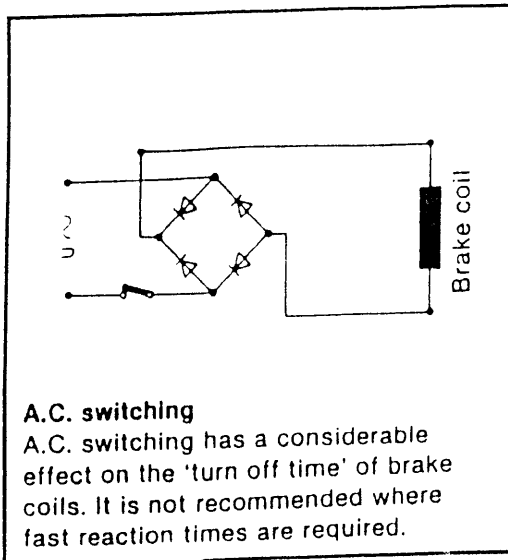 Brake coil
A.C. switching
A.C. switching has a considerable
effect on the 'turn off time' of brake
coils. It is not recommended where
fast reaction times are required.